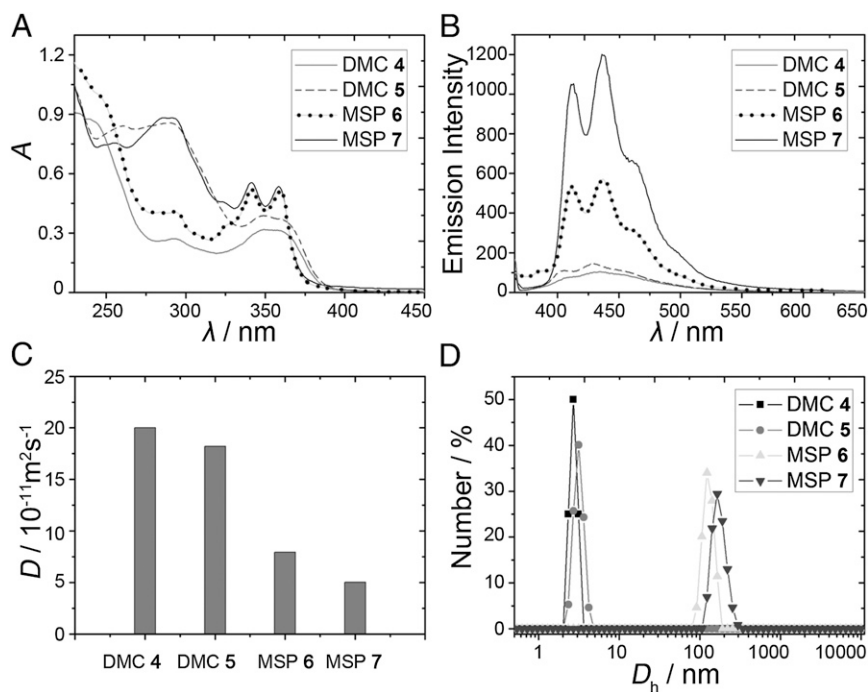 A
A
1.2
0.9
0.6
0.3
0
250
300
350
400
450
λ / nm
DMC 4
DMC 5
MSP 6
MSP 7
B
Emission Intensity
1200
1000
800
600
400
200
100
0
400
450
500
550
600
650
λ / nm
DMC 4
DMC 5
MSP 6
MSP 7
C
D / 10⁻¹¹m²s⁻¹
25
20
15
10
5
0
DMC 4
DMC 5
MSP 6
MSP 7
D
Number / %
50
40
30
20
10
0
1
10
100
1000
10000
Dₕ / nm
DMC 4
DMC 5
MSP 6
MSP 7